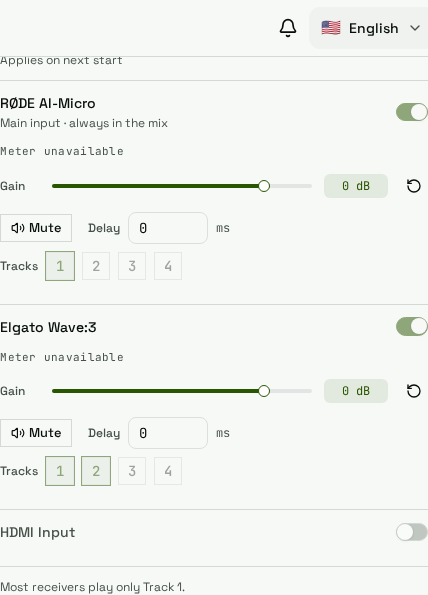 English
Applies on next start
RØDE AI-Micro
Main input · always in the mix
Meter unavailable
Gain 0 dB
Mute Delay 0 ms
Tracks 1 2 3 4
Elgato Wave:3
Meter unavailable
Gain 0 dB
Mute Delay 0 ms
Tracks 1 2 3 4
HDMI Input
Most receivers play only Track 1.